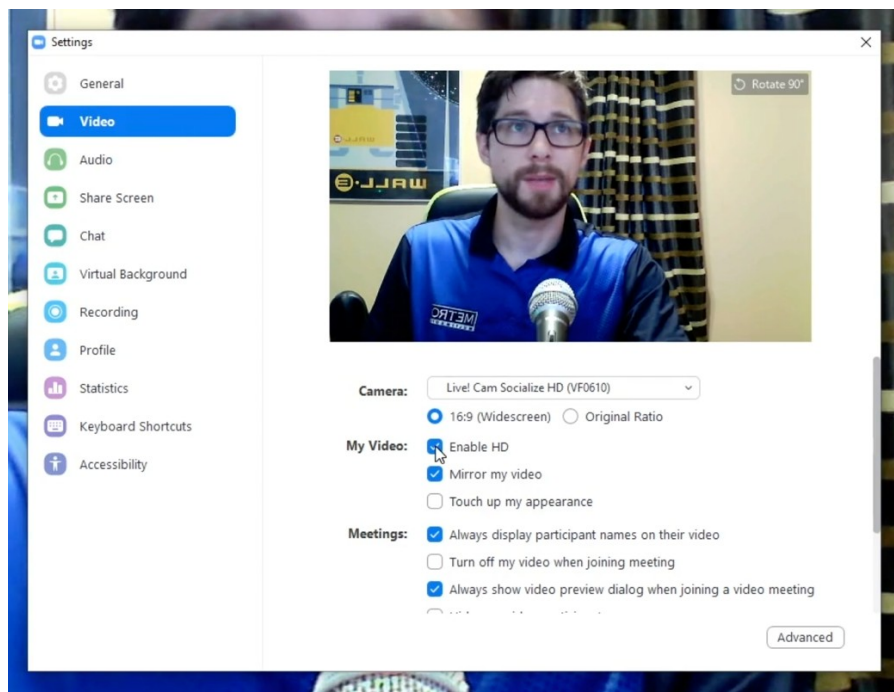 Settings
General
Video
Audio
Share Screen
Chat
Virtual Background
Recording
Profile
Statistics
Keyboard Shortcuts
Accessibility
Rotate 90°
WALL·E
METRO
Camera: Live! Cam Socialize HD (VF0610)
16:9 (Widescreen) Original Ratio
My Video: Enable HD
Mirror my video
Touch up my appearance
Meetings: Always display participant names on their video
Turn off my video when joining meeting
Always show video preview dialog when joining a video meeting
Advanced